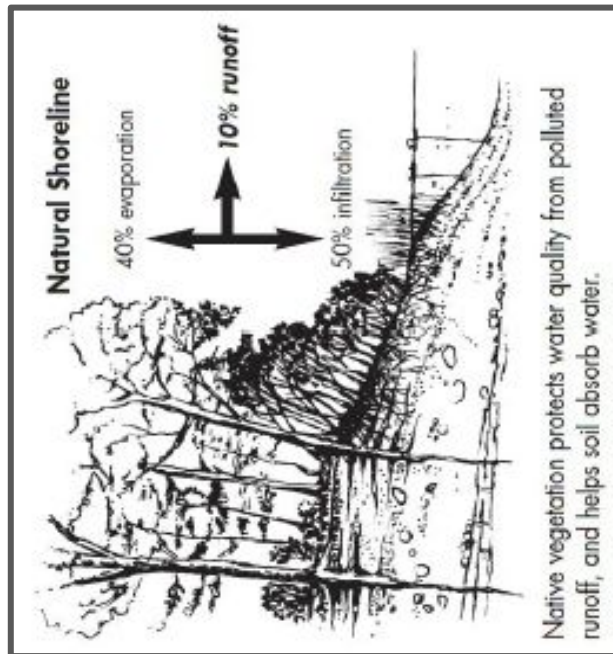 Natural Shoreline
40% evaporation
10% runoff
50% infiltration
Native vegetation protects water quality from polluted
runoff, and helps soil absorb water.